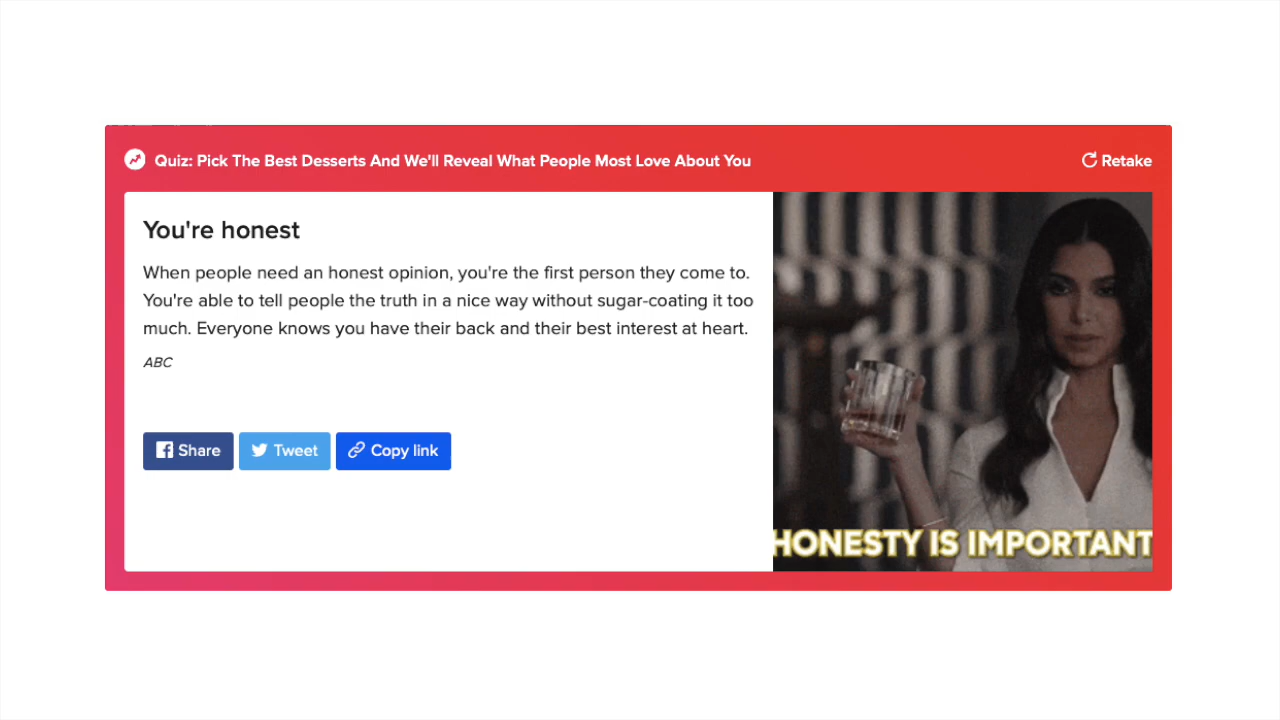 Quiz: Pick The Best Desserts And We'll Reveal What People Most Love About You
Retake
You're honest
When people need an honest opinion, you're the first person they come to.
You're able to tell people the truth in a nice way without sugar-coating it too
much. Everyone knows you have their back and their best interest at heart.
ABC
Share
Tweet
Copy link
HONESTY IS IMPORTANT